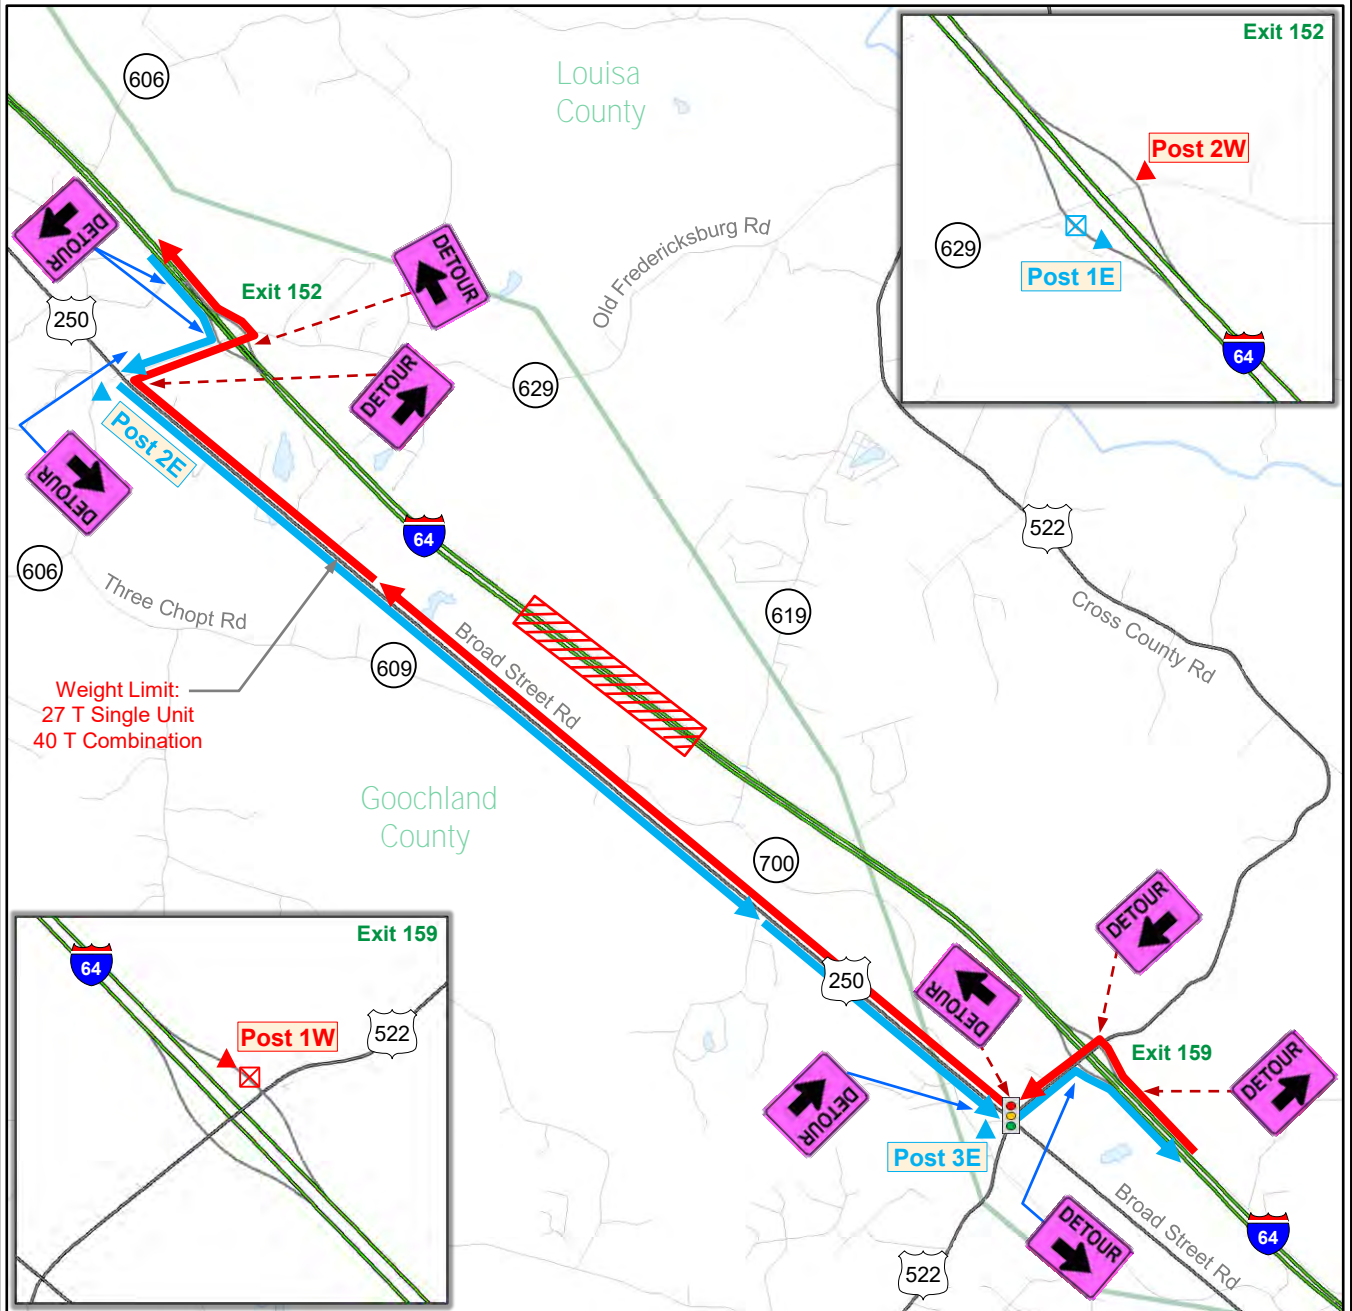 606
Louisa
County
Exit 152
Post 2W
629
Post 1E
64
DETOUR
250
Exit 152
DETOUR
Old Fredericksburg Rd
DETOUR
629
Post 2E
DETOUR
64
522
606
Three Chopt Rd
609
Broad Street Rd
619
Cross County Rd
Weight Limit:
27 T Single Unit
40 T Combination
Goochland
County
700
DETOUR
Exit 159
64
Post 1W
522
250
DETOUR
Exit 159
DETOUR
DETOUR
Post 3E
DETOUR
Broad Street Rd
64
522